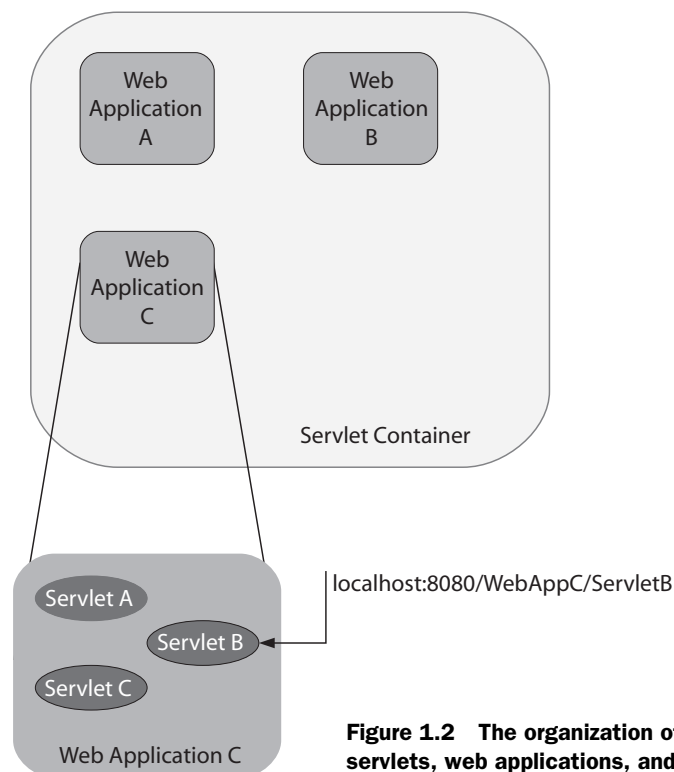 Web
Application
A
Web
Application
B
Web
Application
C
Servlet Container
Servlet A
Servlet B
Servlet C
Web Application C
localhost:8080/WebAppC/ServletB
Figure 1.2 The organization
servlets, web applications, and